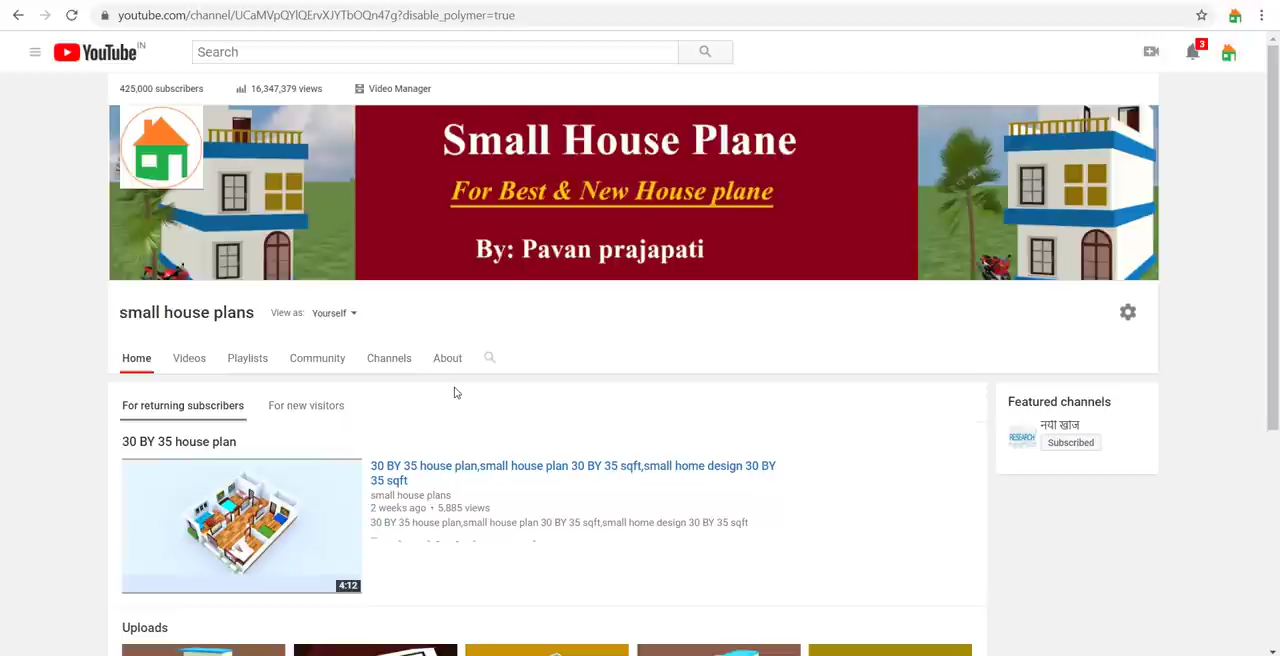 youtube.com/channel/UCaMVpQYlQErvXJYTbOQn47g?disable_polymer=true
YouTube IN
Search
3
425,000 subscribers
16,347,379 views
Video Manager
Small House Plane
For Best & New House plane
By: Pavan prajapati
small house plans
View as: Yourself
Home
Videos
Playlists
Community
Channels
About
For returning subscribers
For new visitors
Featured channels
नयी खोज
RESEARCH
Subscribed
30 BY 35 house plan
30 BY 35 house plan,small house plan 30 BY 35 sqft,small home design 30 BY
35 sqft
small house plans
2 weeks ago • 5,885 views
30 BY 35 house plan,small house plan 30 BY 35 sqft,small home design 30 BY 35 sqft
4:12
Uploads